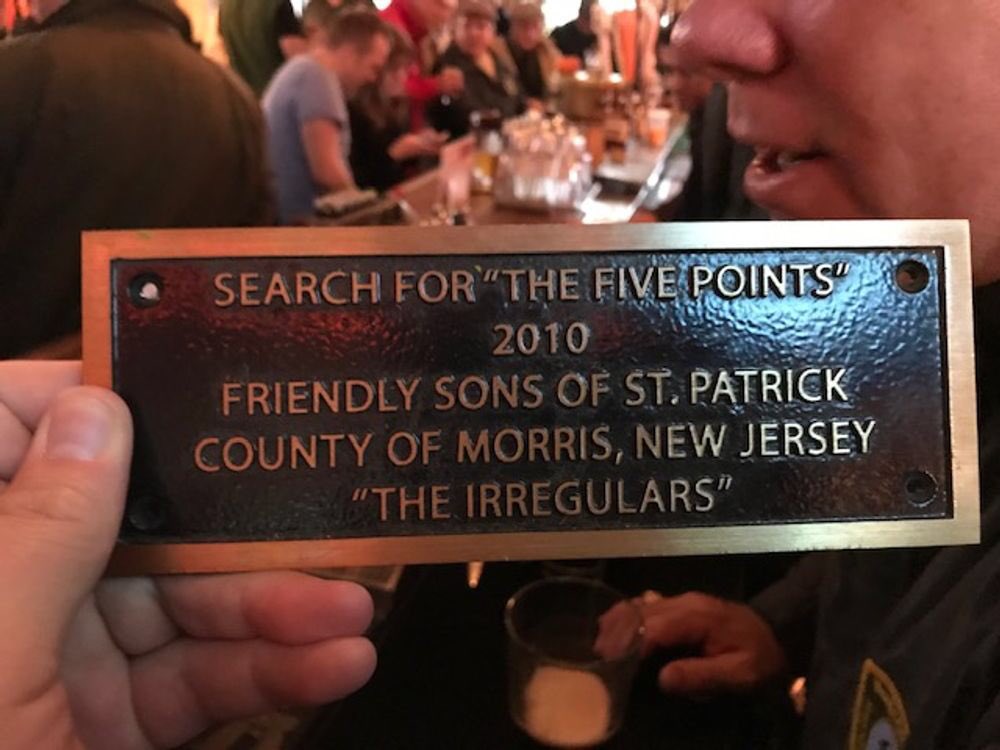 SEARCH FOR “THE FIVE POINTS”
2010
FRIENDLY SONS OF ST. PATRICK
COUNTY OF MORRIS, NEW JERSEY
“THE IRREGULARS”